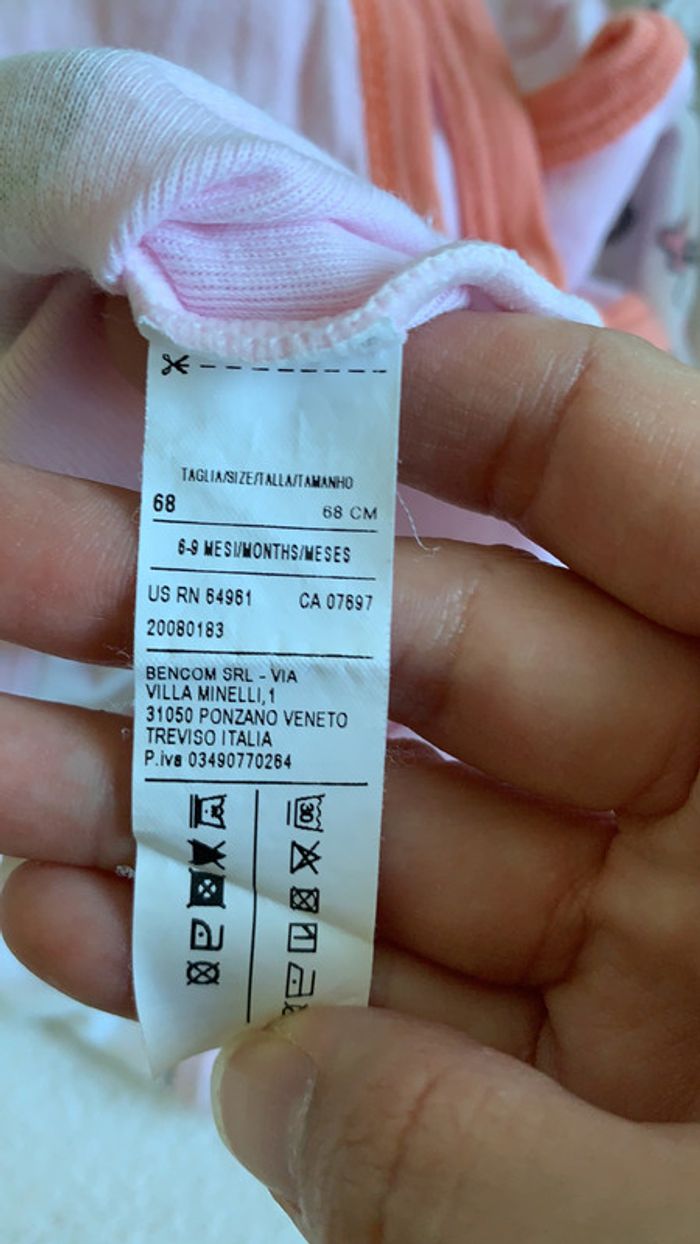 TAGLIA/SIZE/TALLA/TAMANHO
68 68 CM
6-9 MESI/MONTHS/MESES
US RN 64961 CA 07697
20080183
BENCOM SRL - VIA
VILLA MINELLI,1
31050 PONZANO VENETO
TREVISO ITALIA
P.iva 03490770264
30